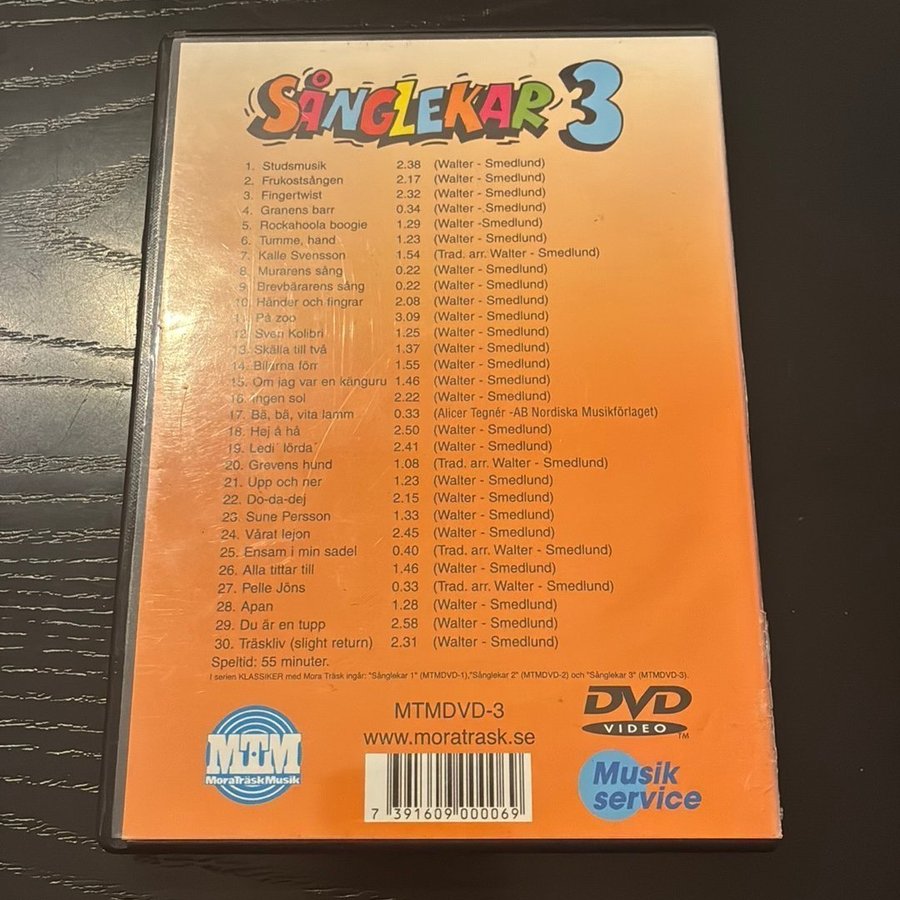 SÅNGLEKAR 3
1. Studsmusik 2.38 (Walter - Smedlund)
2. Frukostsången 2.17 (Walter - Smedlund)
3. Fingertwist 2.32 (Walter - Smedlund)
4. Granens barr 0.34 (Walter - Smedlund)
5. Rockahoola boogie 1.29 (Walter -Smedlund)
6. Tumme, hand 1.23 (Walter - Smedlund)
7. Kalle Svensson 1.54 (Trad. arr. Walter - Smedlund)
8. Murarens sång 0.22 (Walter - Smedlund)
9. Brevbärarens sång 0.22 (Walter - Smedlund)
10. Händer och fingrar 2.08 (Walter - Smedlund)
11. På zoo 3.09 (Walter - Smedlund)
12. Sven Kolibri 1.25 (Walter - Smedlund)
13. Skälla till två 1.37 (Walter - Smedlund)
14. Bilarna förr 1.55 (Walter - Smedlund)
15. Om jag var en känguru 1.46 (Walter - Smedlund)
16. Ingen sol 2.22 (Walter - Smedlund)
17. Bä, bä, vita lamm 0.33 (Alicer Tegnér -AB Nordiska Musikförlaget)
18. Hej å hå 2.50 (Walter - Smedlund)
19. Ledi´ lörda´ 2.41 (Walter - Smedlund)
20. Grevens hund 1.08 (Trad. arr. Walter - Smedlund)
21. Upp och ner 1.23 (Walter - Smedlund)
22. Do-da-dej 2.15 (Walter - Smedlund)
23. Sune Persson 1.33 (Walter - Smedlund)
24. Vårat lejon 2.45 (Walter - Smedlund)
25. Ensam i min sadel 0.40 (Trad. arr. Walter - Smedlund)
26. Alla tittar till 1.46 (Walter - Smedlund)
27. Pelle Jöns 0.33 (Trad. arr. Walter - Smedlund)
28. Apan 1.28 (Walter - Smedlund)
29. Du är en tupp 2.58 (Walter - Smedlund)
30. Träskliv (slight return) 2.31 (Walter - Smedlund)
Speltid: 55 minuter.
I serien KLASSIKER med Mora Träsk ingår: "Sånglekar 1" (MTMDVD-1),"Sånglekar 2" (MTMDVD-2) och "Sånglekar 3" (MTMDVD-3).
MTM
MoraTräskMusik
MTMDVD-3
www.moratrask.se
7 391609 000069
DVD
VIDEO
TM
Musik
service